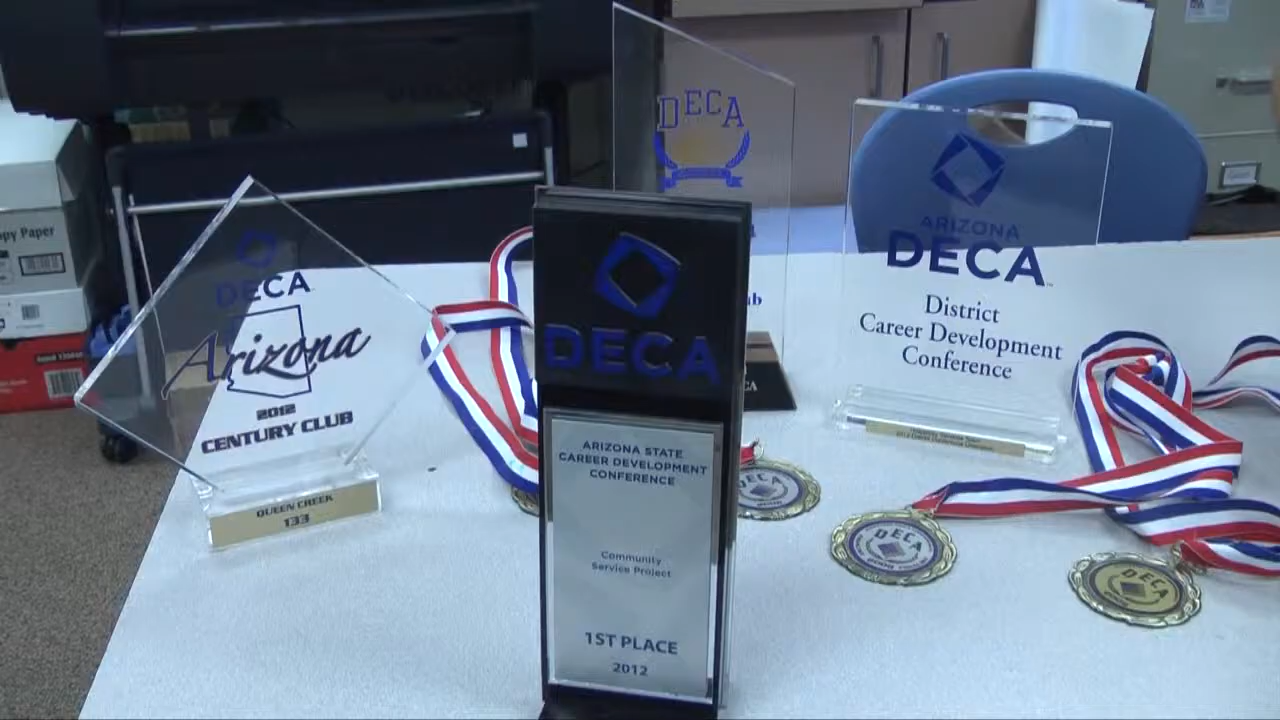 DECA
Arizona
2012
CENTURY CLUB
QUEEN CREEK
133
DECA
ARIZONA STATE
CAREER DEVELOPMENT
CONFERENCE
Community
Service Project
1ST PLACE
2012
DECA
ARIZONA
DECA
District
Career Development
Conference
DECA
DECA
DECA
Copy Paper